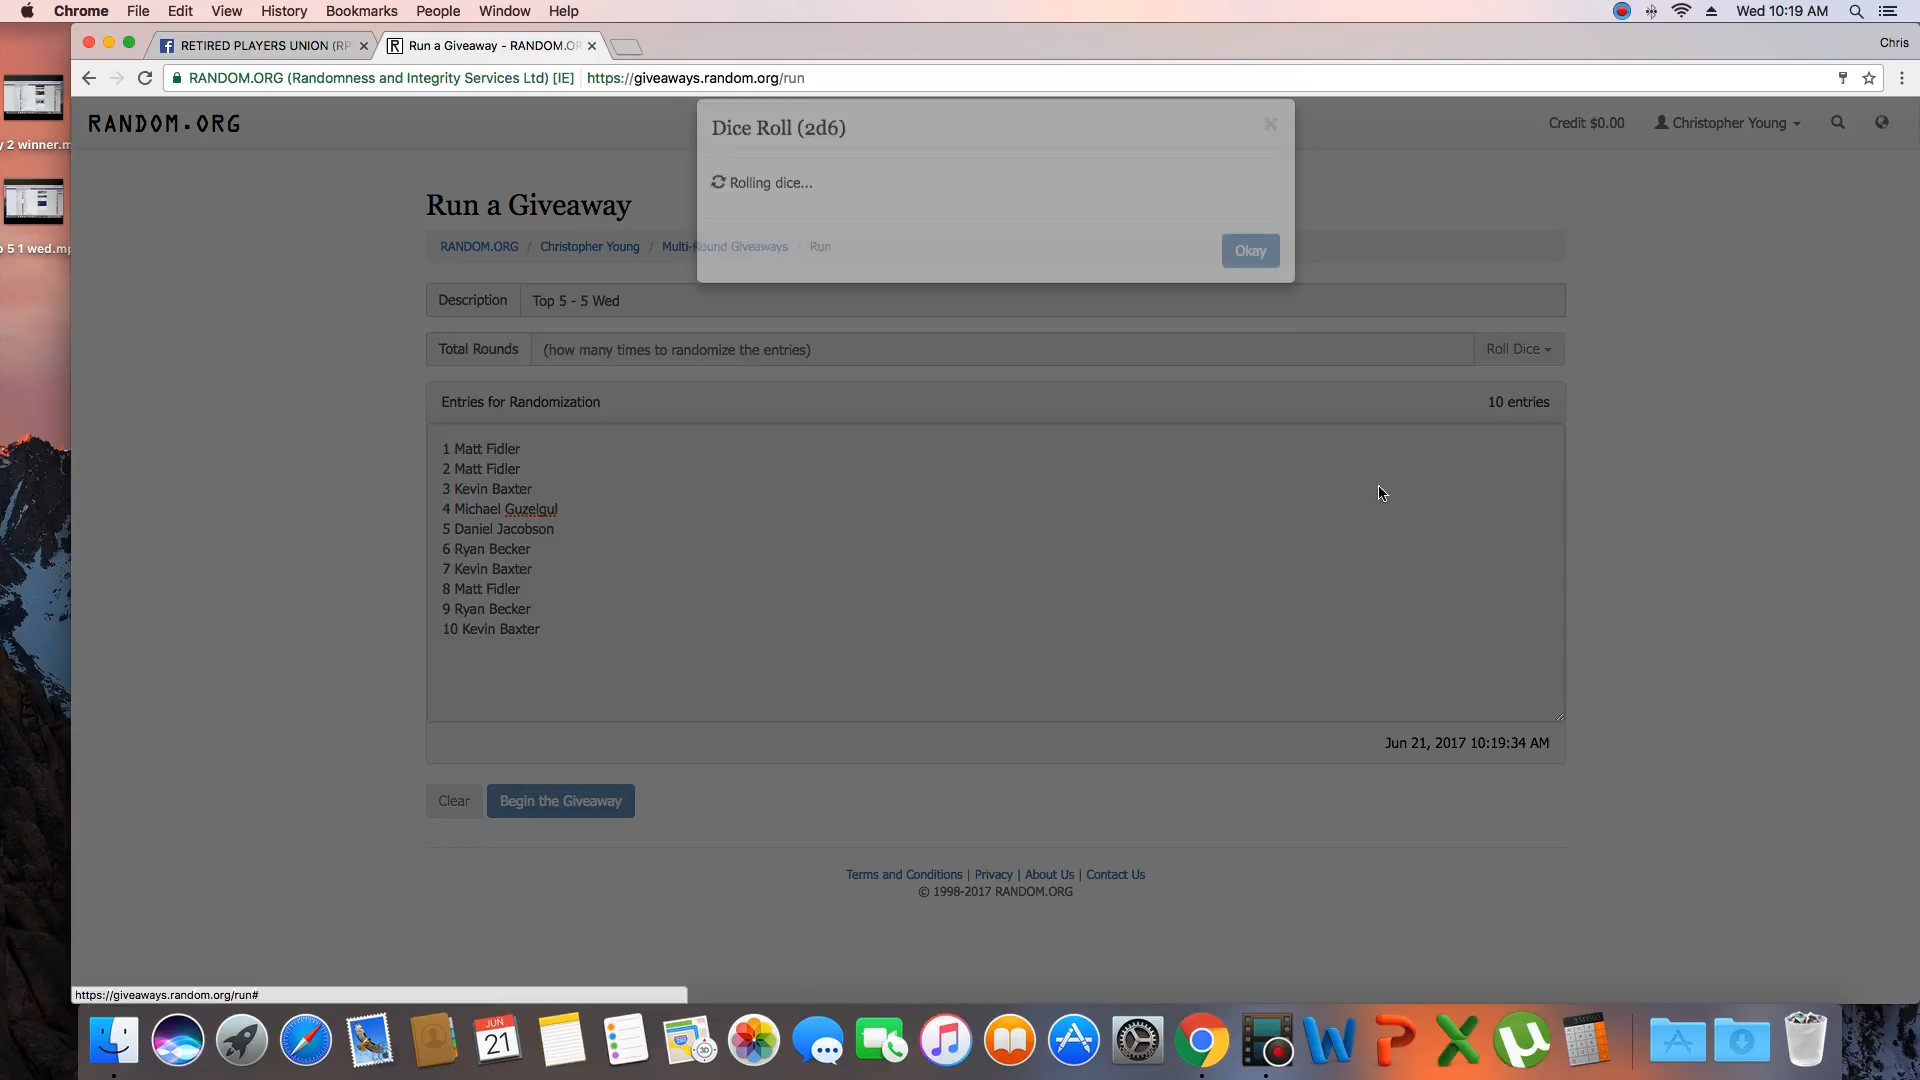 Chrome File Edit View History Bookmarks People Window Help Wed 10:19 AM
RETIRED PLAYERS UNION (RP Run a Giveaway - RANDOM.OR Chris
RANDOM.ORG (Randomness and Integrity Services Ltd) [IE] https://giveaways.random.org/run
RANDOM.ORG Credit $0.00 Christopher Young
y 2 winner.m
p 5 1 wed.mp
Dice Roll (2d6)
Rolling dice...
Okay
Run a Giveaway
RANDOM.ORG / Christopher Young / Multi-Round Giveaways Run
Description Top 5 - 5 Wed
Total Rounds (how many times to randomize the entries) Roll Dice
Entries for Randomization 10 entries
1 Matt Fidler
2 Matt Fidler
3 Kevin Baxter
4 Michael Guzelgul
5 Daniel Jacobson
6 Ryan Becker
7 Kevin Baxter
8 Matt Fidler
9 Ryan Becker
10 Kevin Baxter
Jun 21, 2017 10:19:34 AM
Clear Begin the Giveaway
Terms and Conditions | Privacy | About Us | Contact Us
© 1998-2017 RANDOM.ORG
https://giveaways.random.org/run#
JUN
21
3D